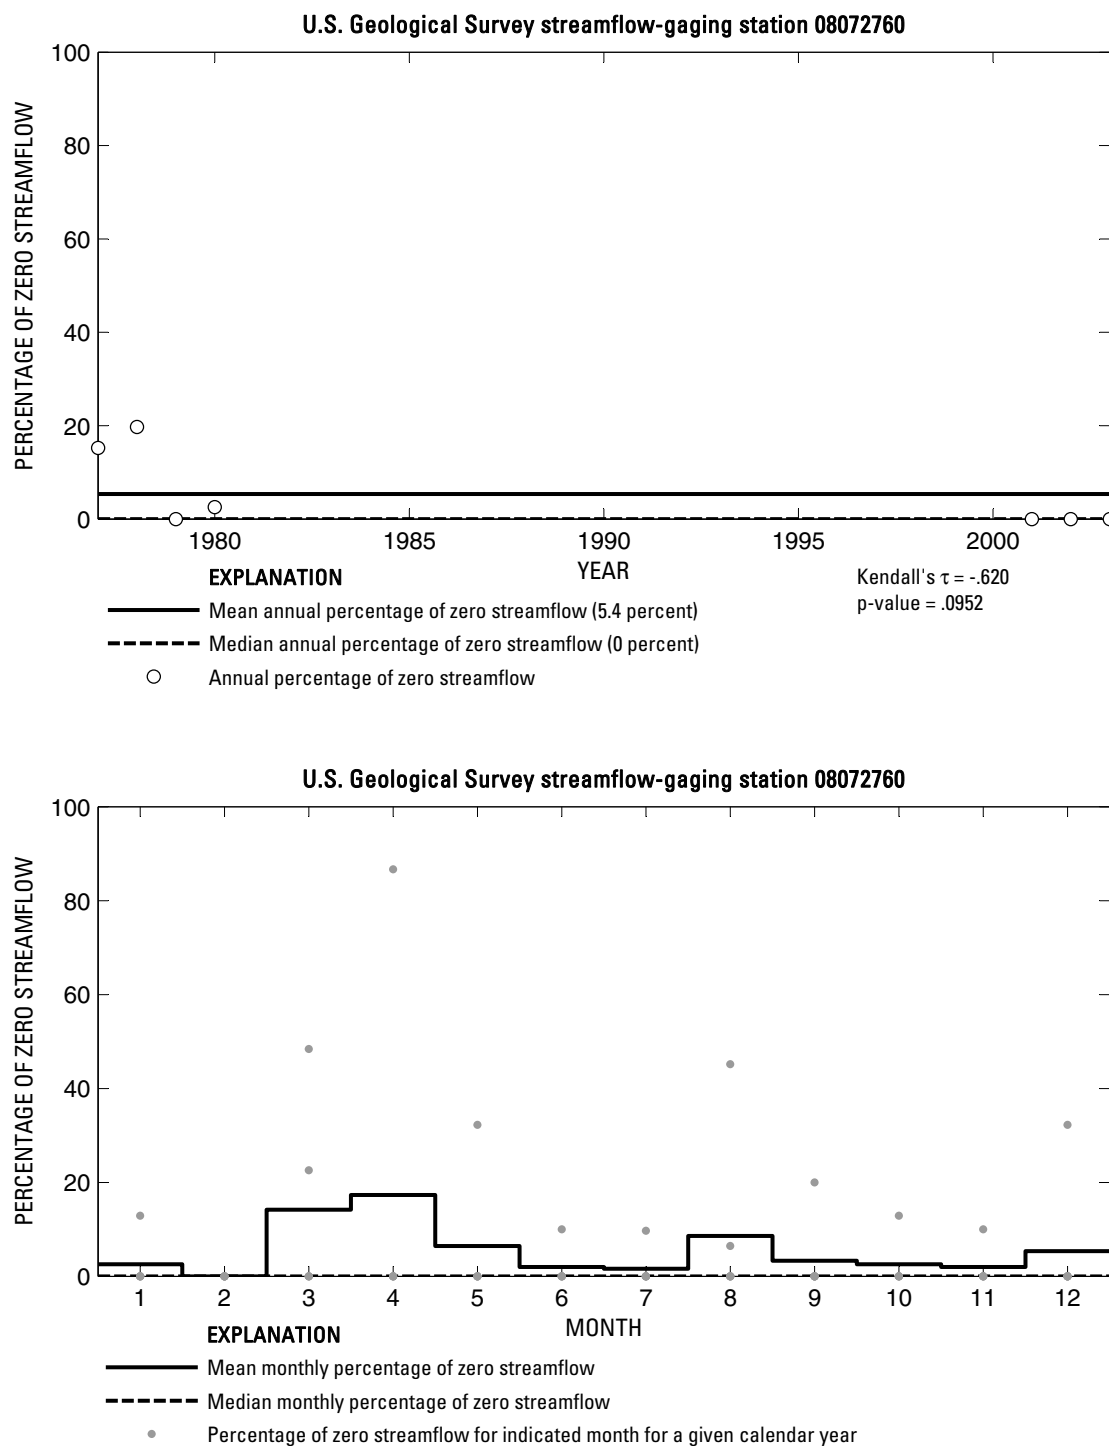 U.S. Geological Survey streamflow-gaging station 08072760
PERCENTAGE OF ZERO STREAMFLOW
100
80
60
40
20
0
1980 1985 1990 1995 2000
YEAR
Kendall's τ = -.620
p-value = .0952
EXPLANATION
Mean annual percentage of zero streamflow (5.4 percent)
Median annual percentage of zero streamflow (0 percent)
Annual percentage of zero streamflow
U.S. Geological Survey streamflow-gaging station 08072760
PERCENTAGE OF ZERO STREAMFLOW
100
80
60
40
20
0
1 2 3 4 5 6 7 8 9 10 11 12
MONTH
EXPLANATION
Mean monthly percentage of zero streamflow
Median monthly percentage of zero streamflow
Percentage of zero streamflow for indicated month for a given calendar year